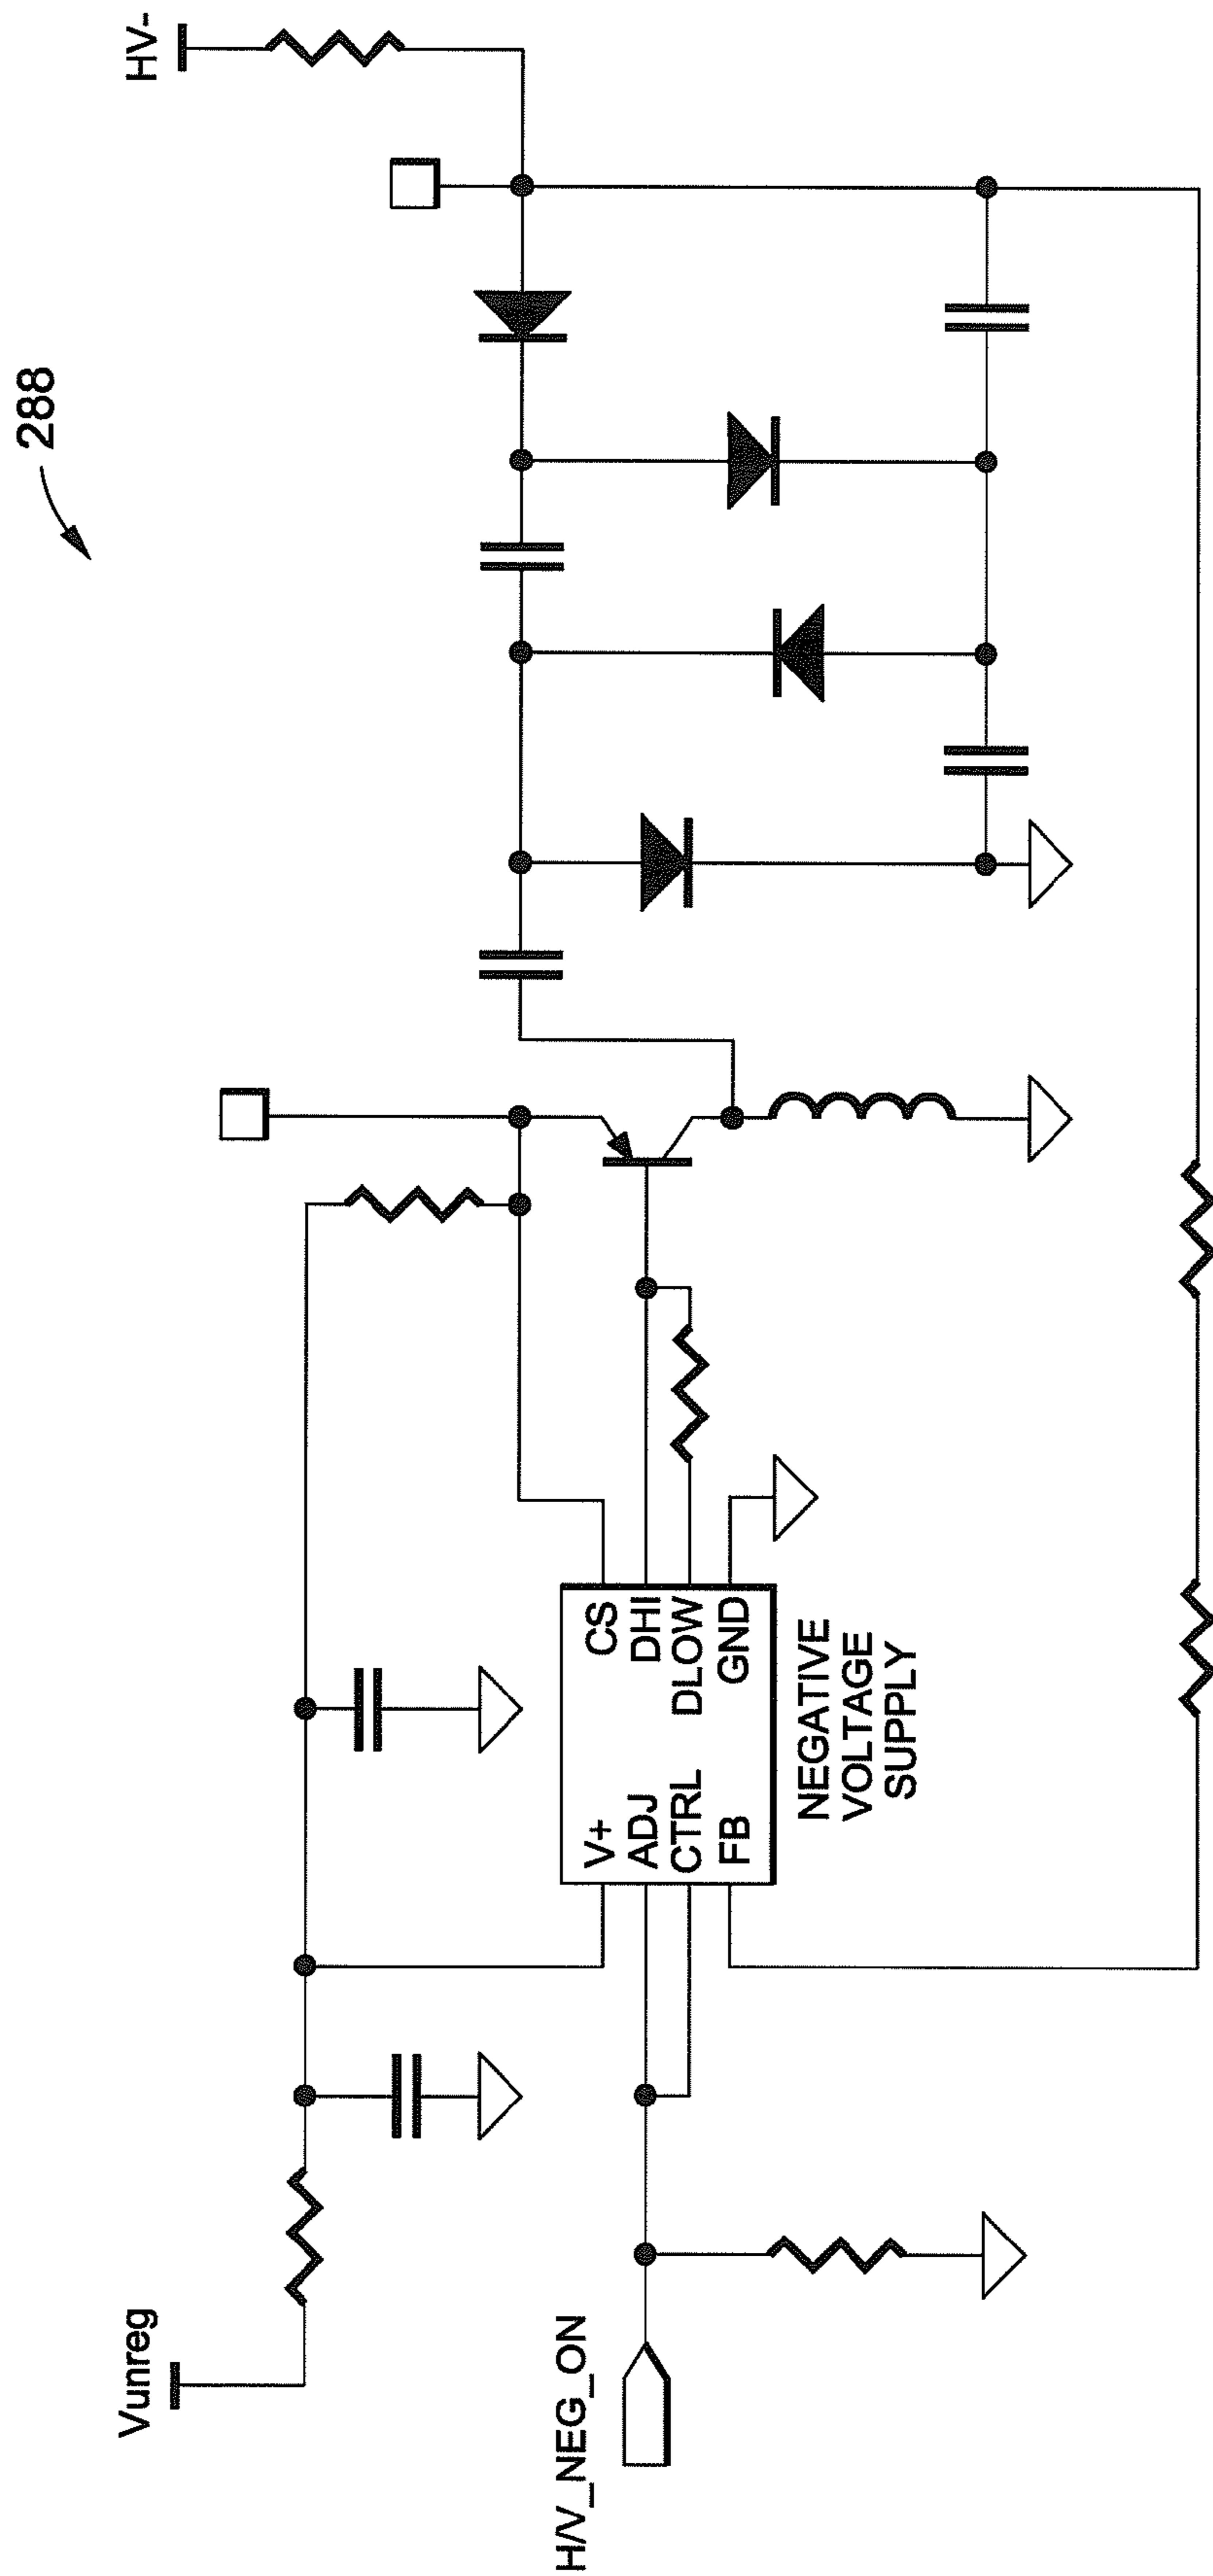 288
HV-
Vunreg
H/V_NEG_ON
V+ CS
ADJ DHI
CTRL DLOW
FB GND
NEGATIVE
VOLTAGE
SUPPLY